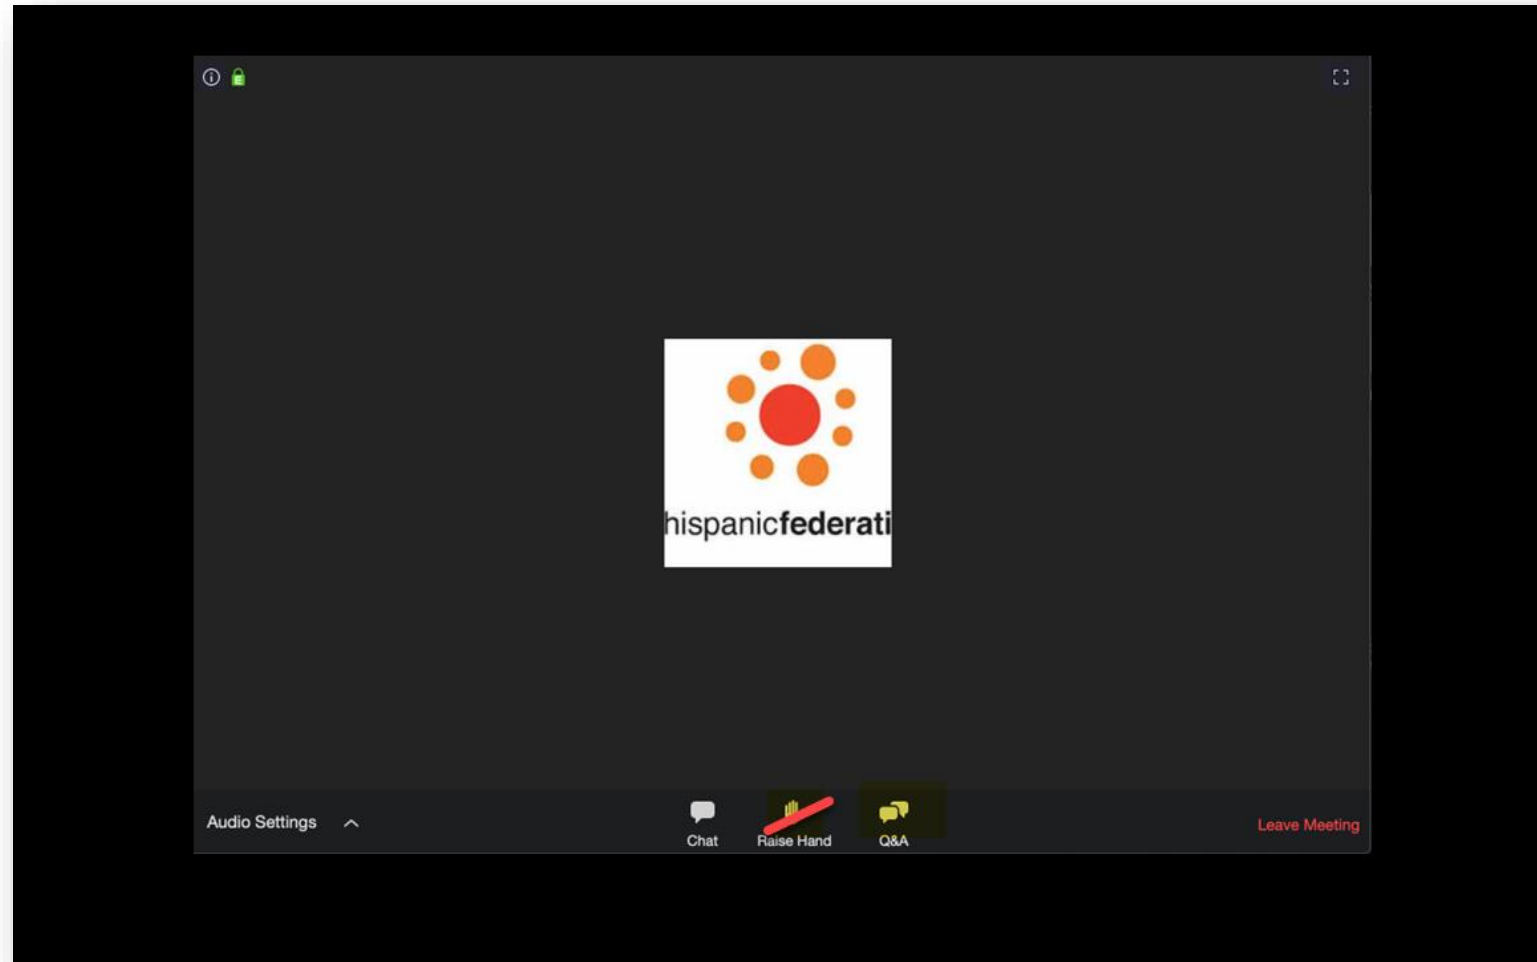 hispanicfederati
Audio Settings
Chat
Raise Hand
Q&A
Leave Meeting